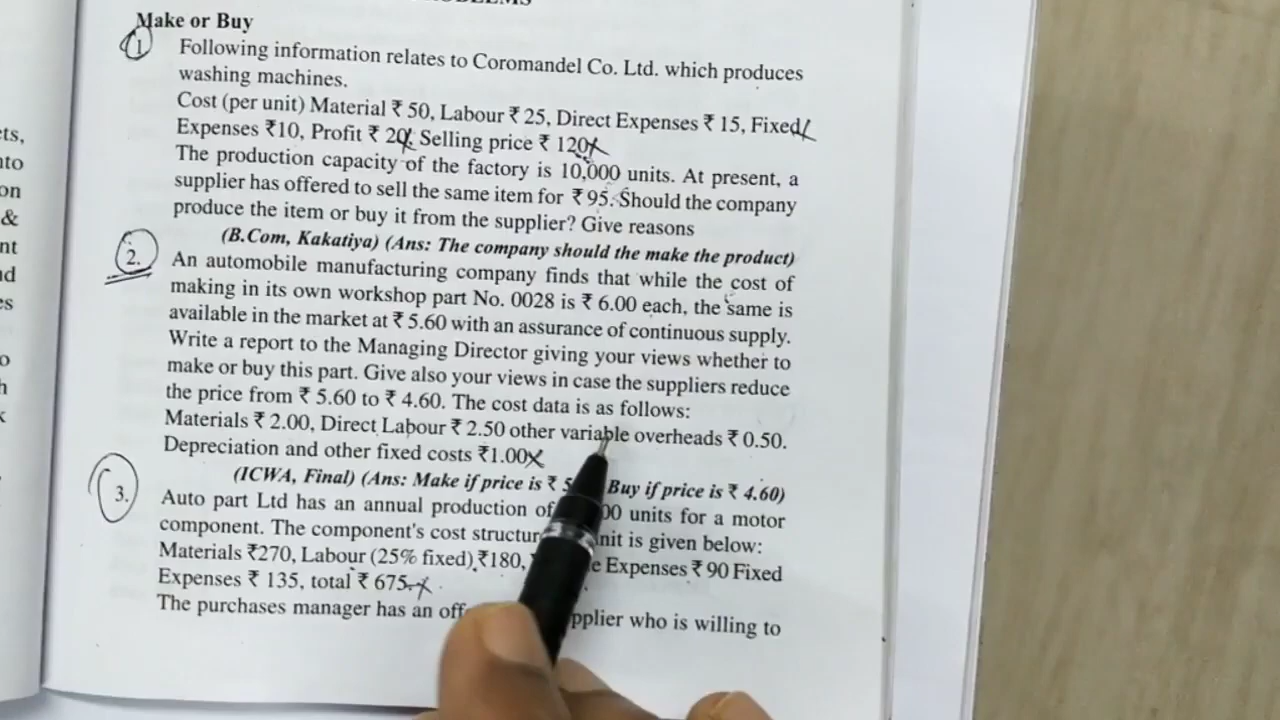 Make or Buy
1 Following information relates to Coromandel Co. Ltd. which produces
washing machines.
Cost (per unit) Material ₹ 50, Labour ₹ 25, Direct Expenses ₹ 15, Fixed
Expenses ₹10, Profit ₹ 20, Selling price ₹ 120
The production capacity of the factory is 10,000 units. At present, a
supplier has offered to sell the same item for ₹ 95. Should the company
produce the item or buy it from the supplier? Give reasons
(B.Com, Kakatiya) (Ans: The company should the make the product)
2. An automobile manufacturing company finds that while the cost of
making in its own workshop part No. 0028 is ₹ 6.00 each, the same is
available in the market at ₹ 5.60 with an assurance of continuous supply.
Write a report to the Managing Director giving your views whether to
make or buy this part. Give also your views in case the suppliers reduce
the price from ₹ 5.60 to ₹ 4.60. The cost data is as follows:
Materials ₹ 2.00, Direct Labour ₹ 2.50 other variable overheads ₹ 0.50.
Depreciation and other fixed costs ₹1.00
(ICWA, Final) (Ans: Make if price is ₹ 5 Buy if price is ₹ 4.60)
3. Auto part Ltd has an annual production of 00 units for a motor
component. The component's cost structur nit is given below:
Materials ₹270, Labour (25% fixed) ₹180, e Expenses ₹ 90 Fixed
Expenses ₹ 135, total ₹ 675.
The purchases manager has an off pplier who is willing to
ts,
nto
on
&
nt
nd
es
o
h
k